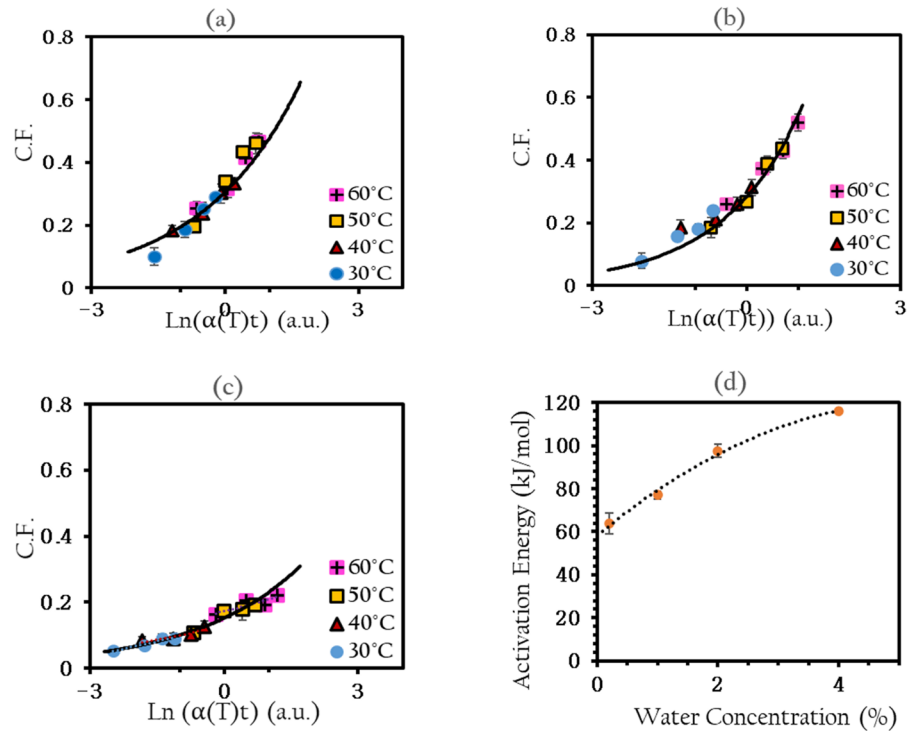 (a)
0.8
0.6
0.4
0.2
0
C.F.
60°C
50°C
40°C
30°C
−3
0
3
Ln(α(T)t) (a.u.)
(b)
0.8
0.6
0.4
0.2
0
C.F.
60°C
50°C
40°C
30°C
−3
0
3
Ln(α(T)t)) (a.u.)
(c)
0.8
0.6
0.4
0.2
0
C.F.
60°C
50°C
40°C
30°C
−3
0
3
Ln (α(T)t) (a.u.)
(d)
120
100
80
60
40
20
0
Activation Energy (kJ/mol)
0
2
4
Water Concentration (%)